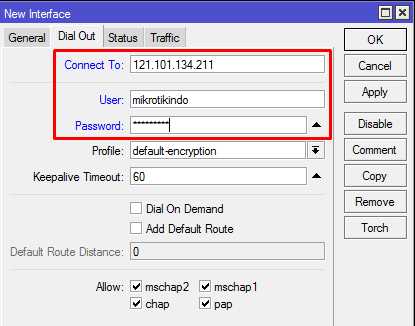 New Interface
General Dial Out Status Traffic
Connect To: 121.101.134.211
User: mikrotikindo
Password: *********
Profile: default-encryption
Keepalive Timeout: 60
Dial On Demand
Add Default Route
Default Route Distance: 0
Allow: mschap2 mschap1
chap pap
OK
Cancel
Apply
Disable
Comment
Copy
Remove
Torch